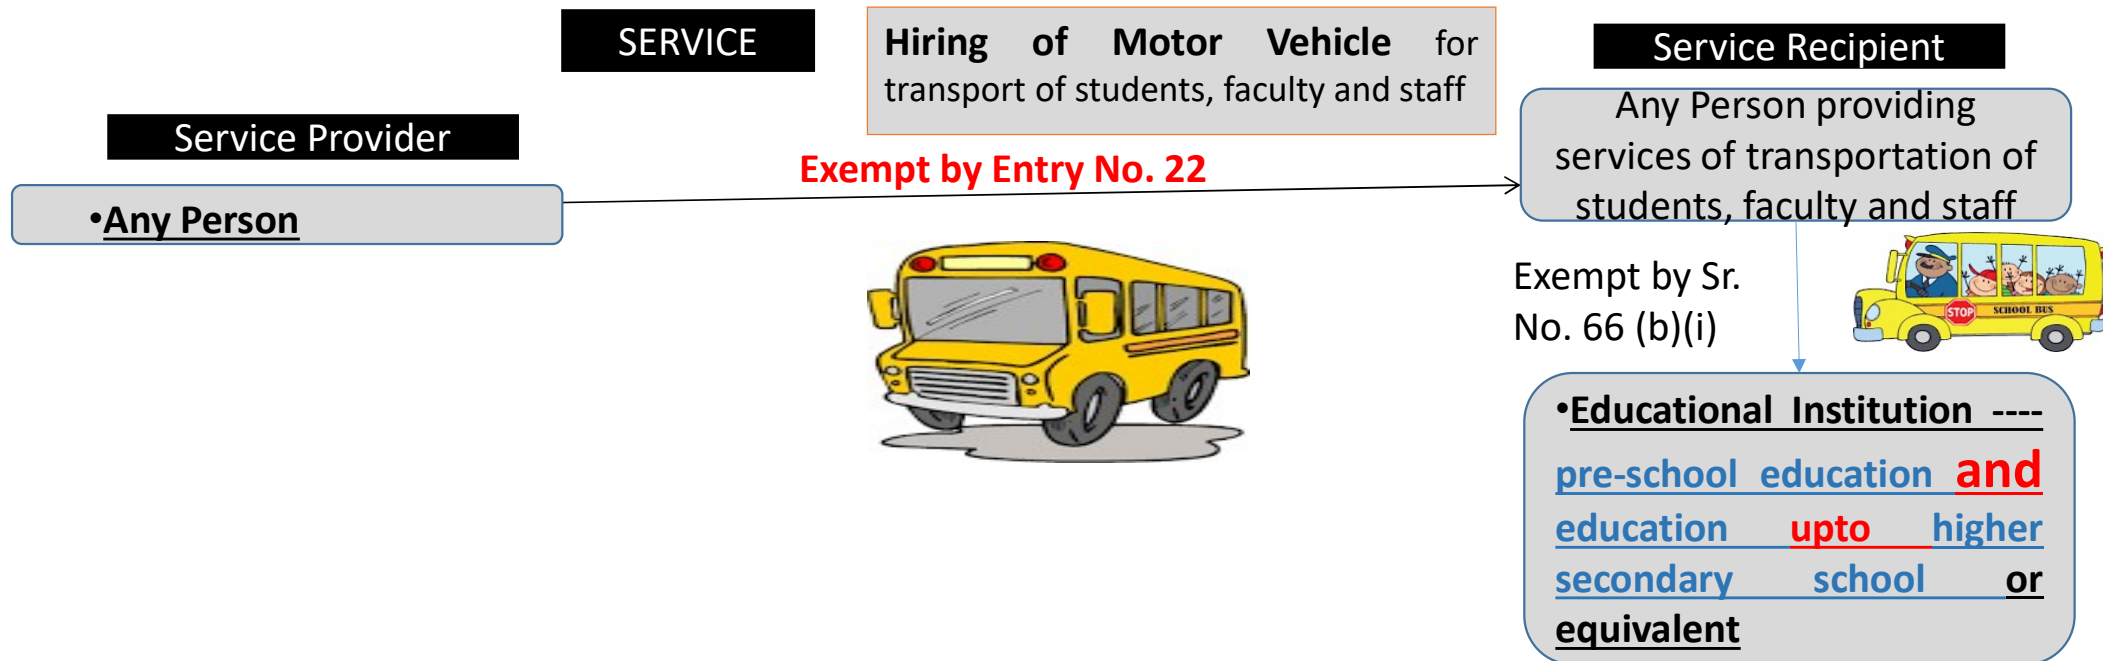 SERVICE
Hiring of Motor Vehicle for
transport of students, faculty and staff
Service Recipient
Service Provider
Any Person providing
services of transportation of
students, faculty and staff
Exempt by Entry No. 22
•Any Person
Exempt by Sr.
No. 66 (b)(i)
STOP
SCHOOL BUS
•Educational Institution ----
pre-school education and
education upto higher
secondary school or
equivalent